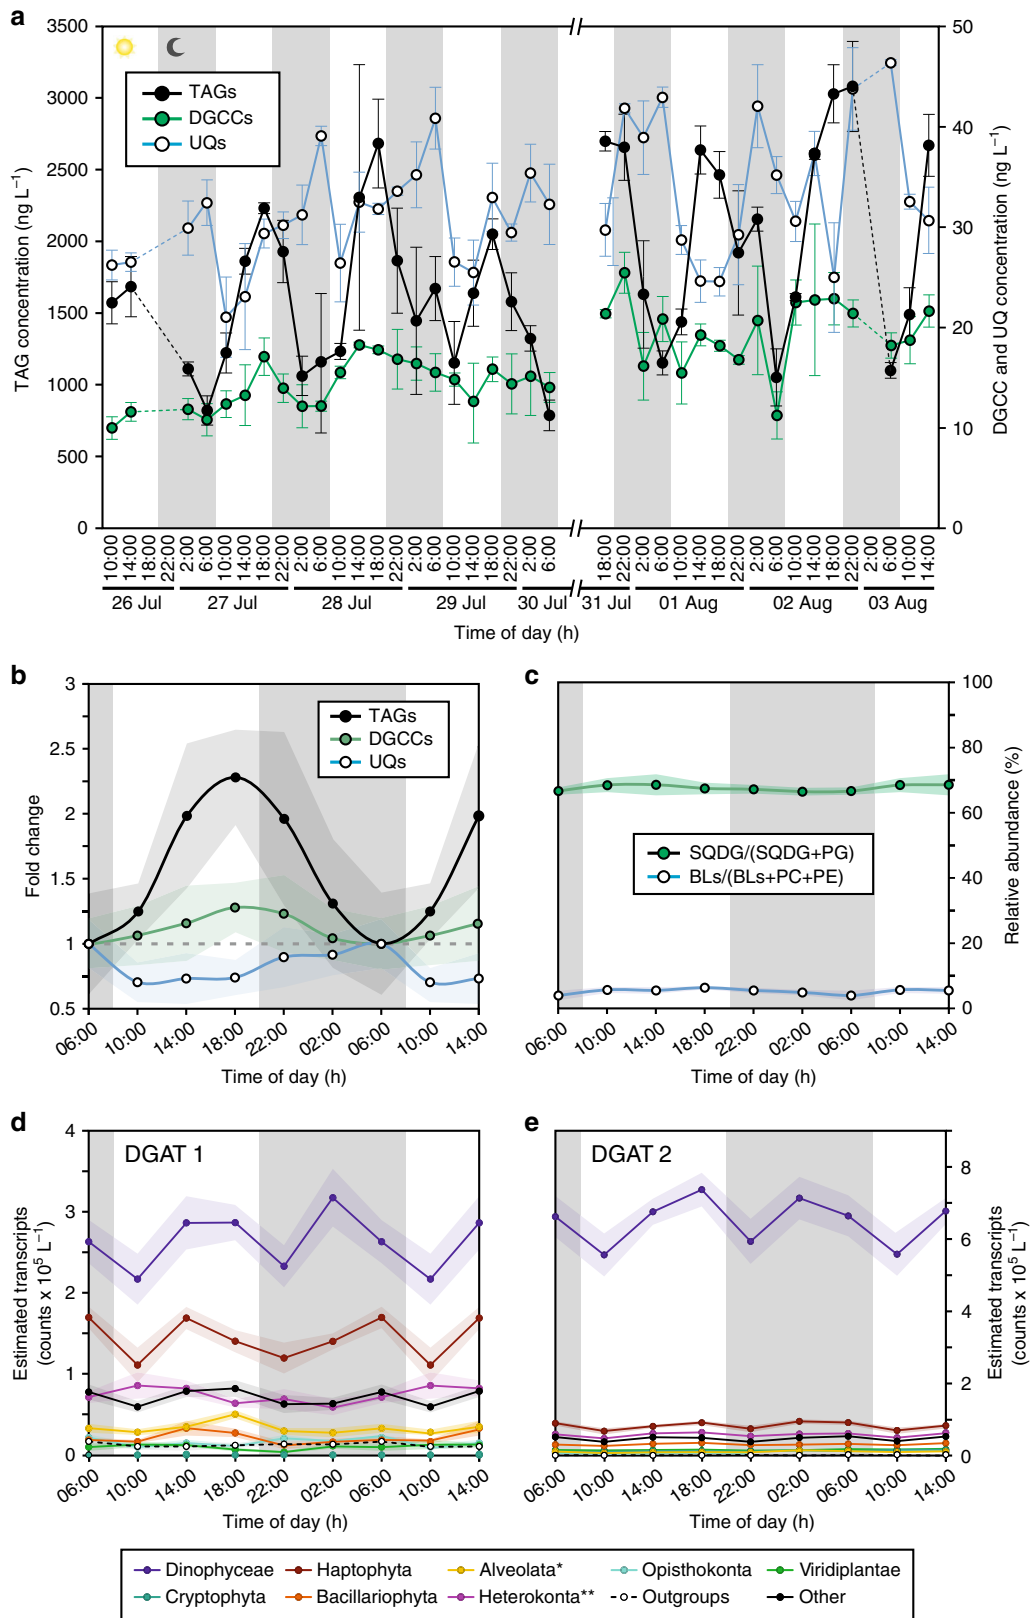 a
3500
3000
2500
2000
1500
1000
500
0
TAG concentration (ng L⁻¹)
TAGs
DGCCs
UQs
50
40
30
20
10
0
DGCC and UQ concentration (ng L⁻¹)
10:00 14:00 18:00 22:00 2:00 6:00 10:00 14:00 18:00 22:00 2:00 6:00 10:00 14:00 18:00 22:00 2:00 6:00 10:00 14:00 18:00 22:00 2:00 6:00 18:00 22:00 2:00 6:00 10:00 14:00 18:00 22:00 2:00 6:00 10:00 14:00 18:00 22:00 2:00 6:00 10:00 14:00
26 Jul 27 Jul 28 Jul 29 Jul 30 Jul 31 Jul 01 Aug 02 Aug 03 Aug
Time of day (h)
b
3
2.5
2
1.5
1
0.5
Fold change
TAGs
DGCCs
UQs
06:00 10:00 14:00 18:00 22:00 02:00 06:00 10:00 14:00
Time of day (h)
c
100
80
60
40
20
0
Relative abundance (%)
SQDG/(SQDG+PG)
BLs/(BLs+PC+PE)
06:00 10:00 14:00 18:00 22:00 02:00 06:00 10:00 14:00
Time of day (h)
d
DGAT 1
4
3
2
1
0
Estimated transcripts
(counts x 10⁵ L⁻¹)
06:00 10:00 14:00 18:00 22:00 02:00 06:00 10:00 14:00
Time of day (h)
e
DGAT 2
8
6
4
2
0
Estimated transcripts
(counts x 10⁵ L⁻¹)
06:00 10:00 14:00 18:00 22:00 02:00 06:00 10:00 14:00
Time of day (h)
Dinophyceae Haptophyta Alveolata* Opisthokonta Viridiplantae
Cryptophyta Bacillariophyta Heterokonta** Outgroups Other